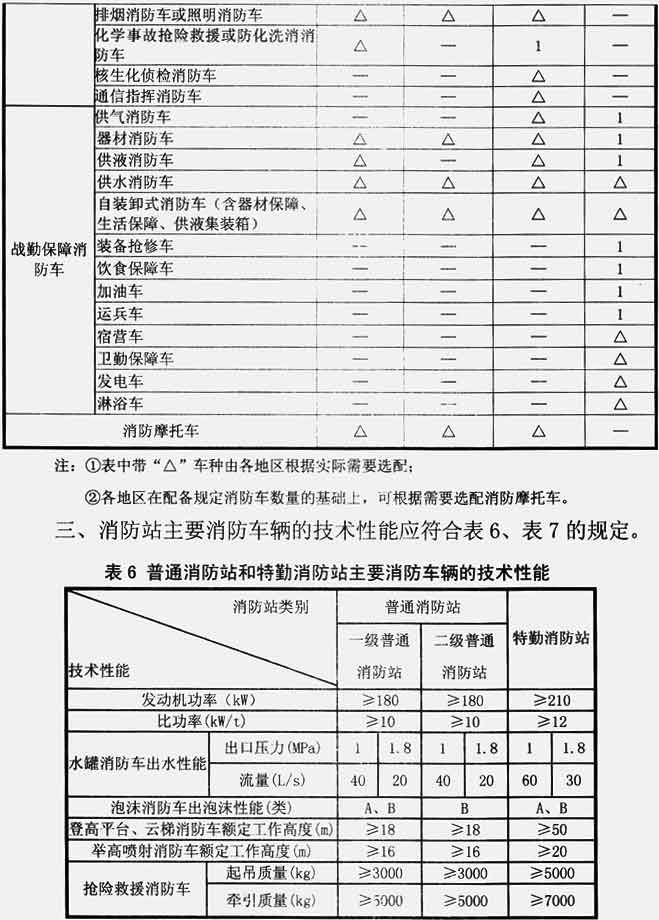 排烟消防车或照明消防车 △ △ △ —
化学事故抢险救援或防化洗消消
防车 △ — 1 —
核生化侦检消防车 — — △ —
通信指挥消防车 — — △ —
供气消防车 — — △ 1
器材消防车 △ △ △ 1
供液消防车 △ — △ 1
供水消防车 △ △ △ △
自装卸式消防车（含器材保障、
生活保障、供液集装箱） △ △ △ △
战勤保障消
防车
装备抢修车 — — — 1
饮食保障车 — — — 1
加油车 — — — 1
运兵车 — — — 1
宿营车 — — — △
卫勤保障车 — — — △
发电车 — — — △
淋浴车 — — — △
消防摩托车 △ △ △ —
注：①表中带“△”车种由各地区根据实际需要选配；
②各地区在配备规定消防车数量的基础上，可根据需要选配消防摩托车。
三、消防站主要消防车辆的技术性能应符合表6、表7的规定。
表6 普通消防站和特勤消防站主要消防车辆的技术性能
消防站类别 普通消防站 特勤消防站
技术性能 一级普通
消防站 二级普通
消防站
发动机功率（kW） ≥180 ≥180 ≥210
比功率(kW/t) ≥10 ≥10 ≥12
水罐消防车出水性能 出口压力(MPa) 1 1.8 1 1.8 1 1.8
流量(L/s) 40 20 40 20 60 30
泡沫消防车出泡沫性能(类) A、B B A、B
登高平台、云梯消防车额定工作高度(m) ≥18 ≥18 ≥50
举高喷射消防车额定工作高度(m) ≥16 ≥16 ≥20
抢险救援消防车 起吊质量(kg) ≥3000 ≥3000 ≥5000
牵引质量(kg) ≥5000 ≥5000 ≥7000